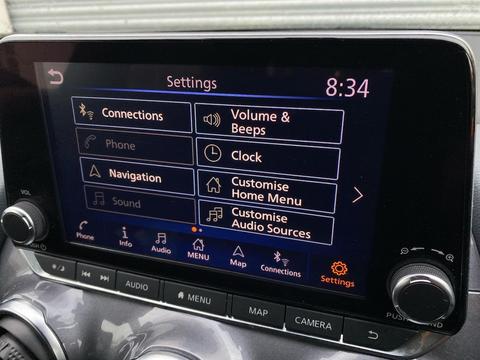 Settings
8:34
Connections
Volume &
Beeps
Phone
Clock
Navigation
Customise
Home Menu
Sound
Customise
Audio Sources
Phone
Info
Audio
MENU
Map
Connections
Settings
VOL
AUDIO
MENU
MAP
CAMERA